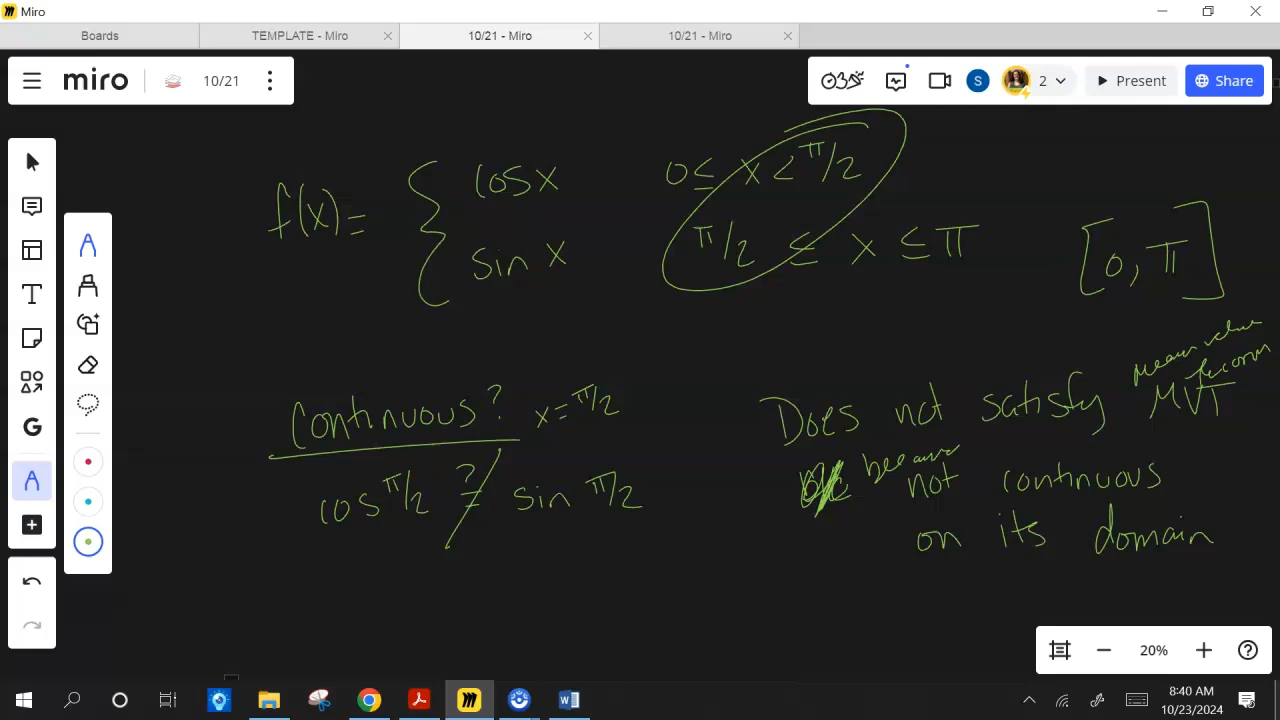 Miro
Boards
TEMPLATE - Miro
10/21 - Miro
10/21 - Miro
miro
10/21
S
2
Present
Share
f(x)= { cos x 0 ≤ x < π/2
sin x π/2 ≤ x ≤ π [0, π]
mean value
theorem
Continuous? x = π/2
Does not satisfy MVT
because
cos π/2 ?= sin π/2
not continuous
on its domain
20%
8:40 AM
10/23/2024